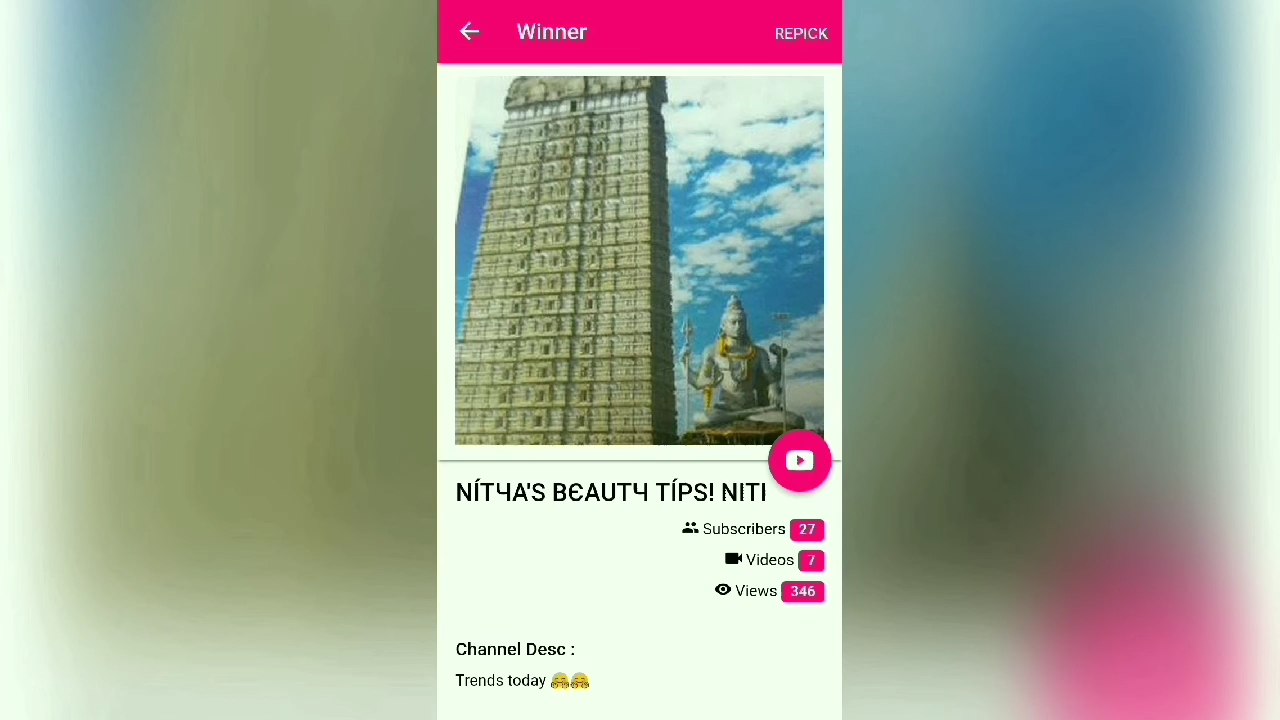 Winner
REPICK
NÍTЧA'S BЄAUTЧ TÍPS! NITI
Subscribers 27
Videos 7
Views 346
Channel Desc :
Trends today 🤗🤗